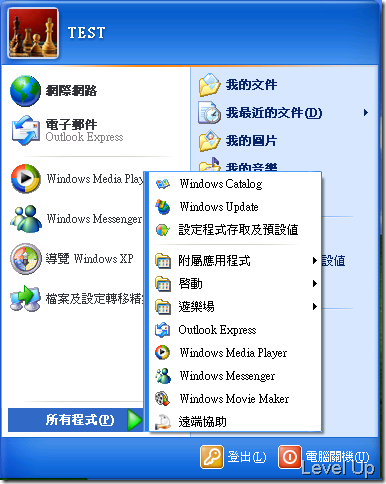 TEST
網際網路
電子郵件
Outlook Express
Windows Media Play
Windows Messenger
導覽 Windows XP
檔案及設定轉移精
所有程式(P)
我的文件
我最近的文件(D)
我的圖片
我的音樂
Windows Catalog
Windows Update
設定程式存取及預設值
附屬應用程式
啟動
遊樂場
Outlook Express
Windows Media Player
Windows Messenger
Windows Movie Maker
遠端協助
設值
登出(L)
電腦關機(U)
Level Up